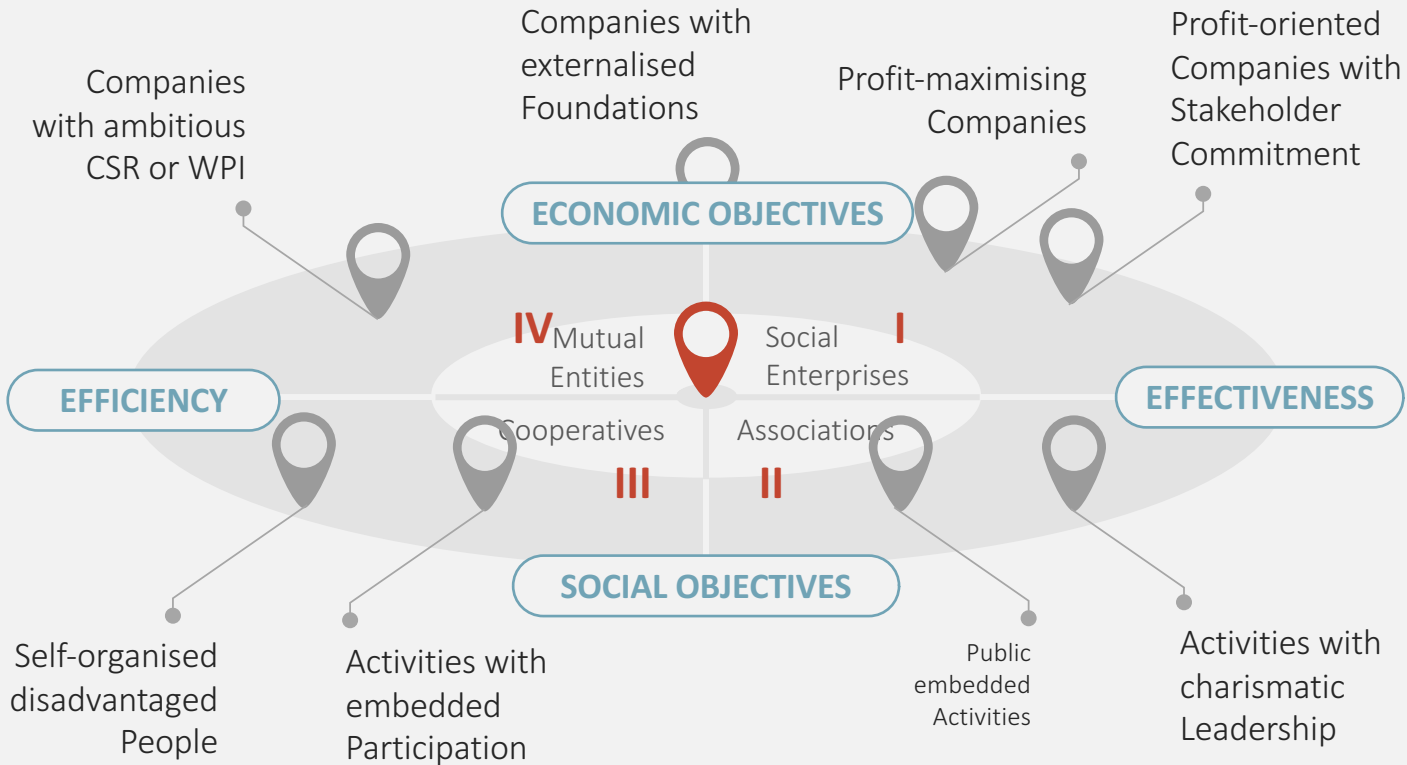 Companies with
externalised
Foundations
Profit-oriented
Companies with
Stakeholder
Commitment
Companies
with ambitious
CSR or WPI
Profit-maximising
Companies
ECONOMIC OBJECTIVES
IV
Mutual
Entities
Social
Enterprises
I
EFFICIENCY
EFFECTIVENESS
Cooperatives
Associations
III
II
SOCIAL OBJECTIVES
Self-organised
disadvantaged
People
Activities with
embedded
Participation
Public
embedded
Activities
Activities with
charismatic
Leadership